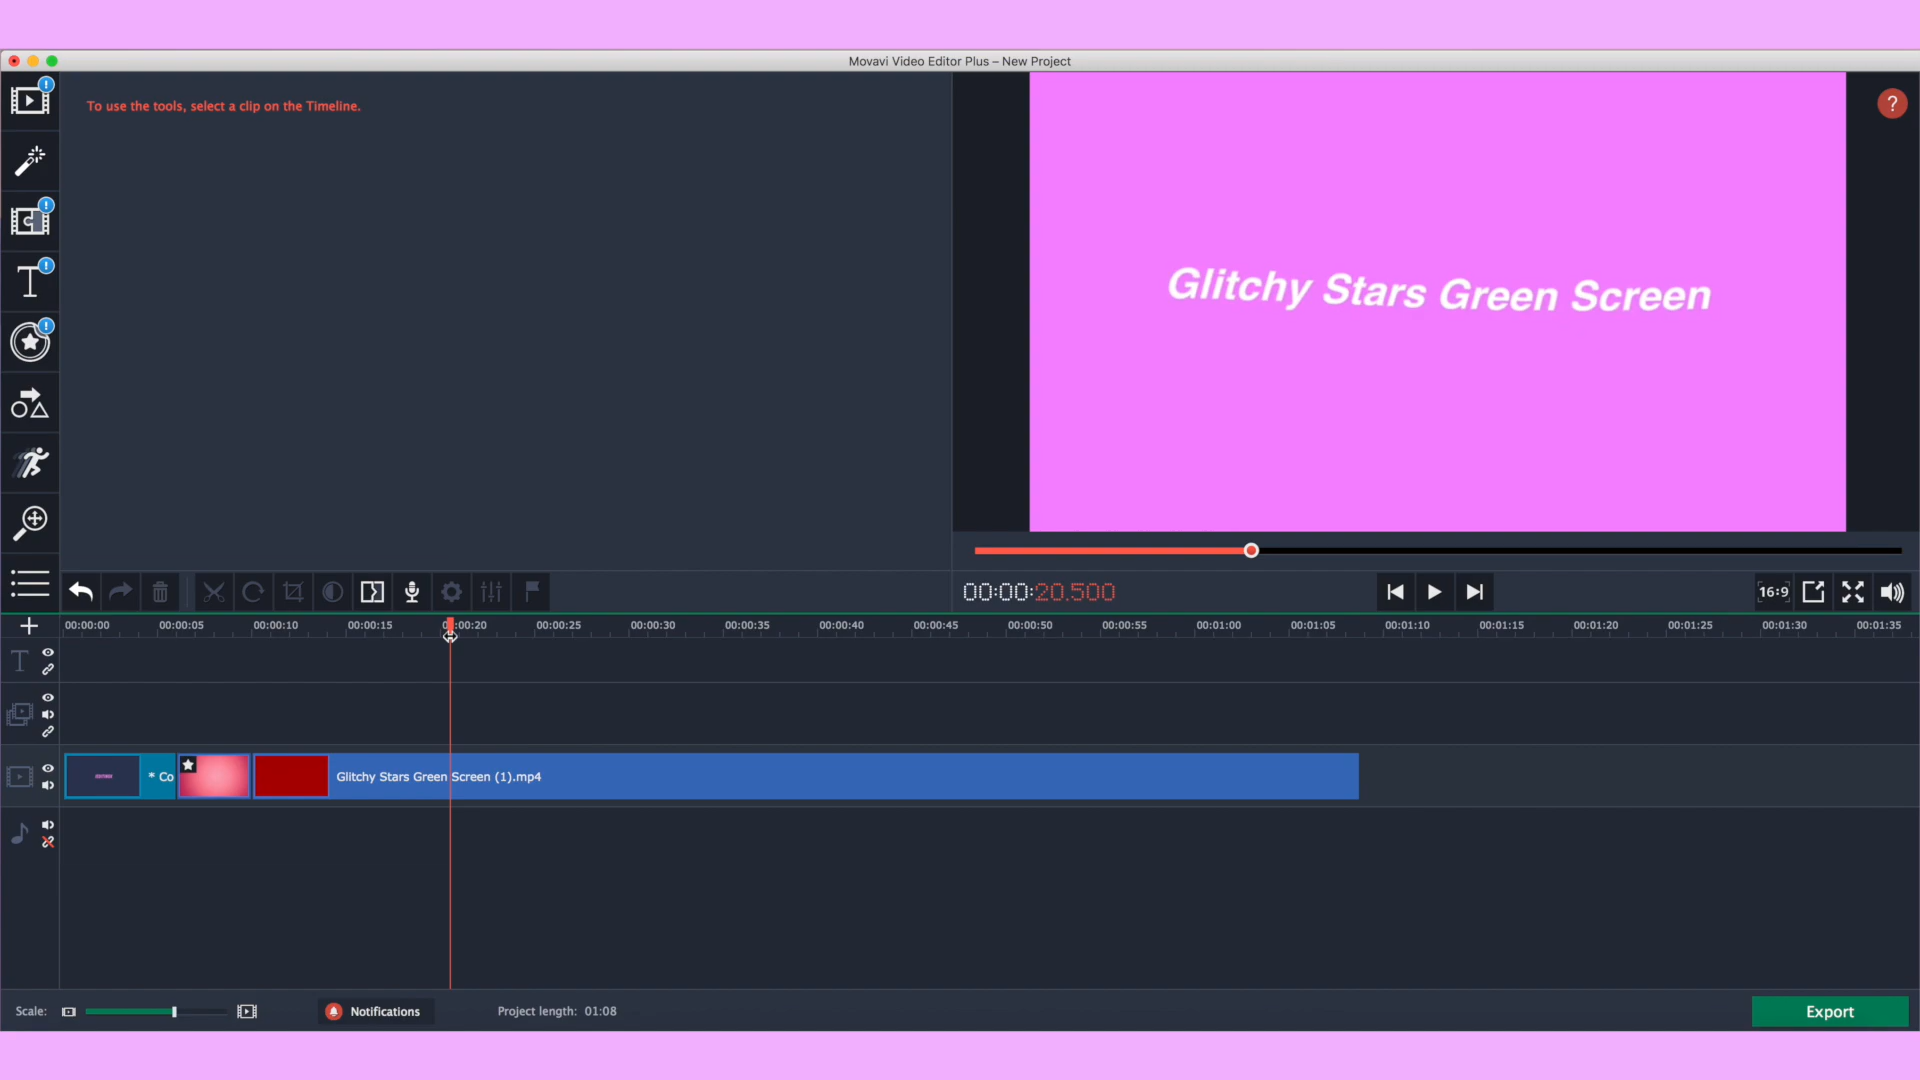 Movavi Video Editor Plus – New Project
To use the tools, select a clip on the Timeline.
?
Glitchy Stars Green Screen
00:00:20.500
16:9
00:00:00 00:00:05 00:00:10 00:00:15 00:00:20 00:00:25 00:00:30 00:00:35 00:00:40 00:00:45 00:00:50 00:00:55 00:01:00 00:01:05 00:01:10 00:01:15 00:01:20 00:01:25 00:01:30 00:01:35
* Co
Glitchy Stars Green Screen (1).mp4
Scale:
Notifications
Project length: 01:08
Export